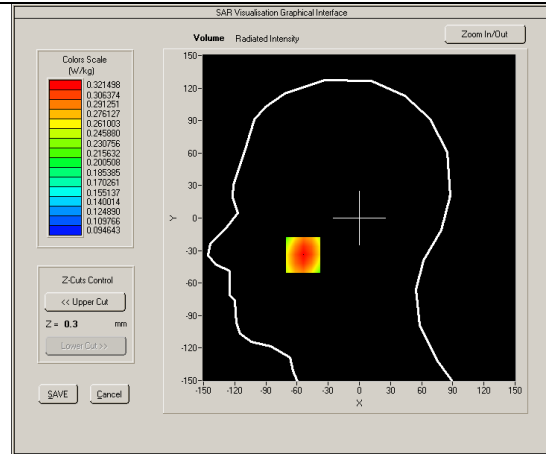 SAR Visualisation Graphical Interface
Volume Radiated Intensity
Zoom In/Out
Colors Scale
(W/kg)
0.321498
0.306374
0.291251
0.276127
0.261003
0.245880
0.230756
0.215632
0.200508
0.185385
0.170261
0.155137
0.140014
0.124890
0.109766
0.094643
Z-Cuts Control
<< Upper Cut
Z = 0.3 mm
Lower Cut >>
SAVE Cancel
150
120
90
60
30
0
-30
-60
-90
-120
-150
Y
-150 -120 -90 -60 -30 0 30 60 90 120 150
X